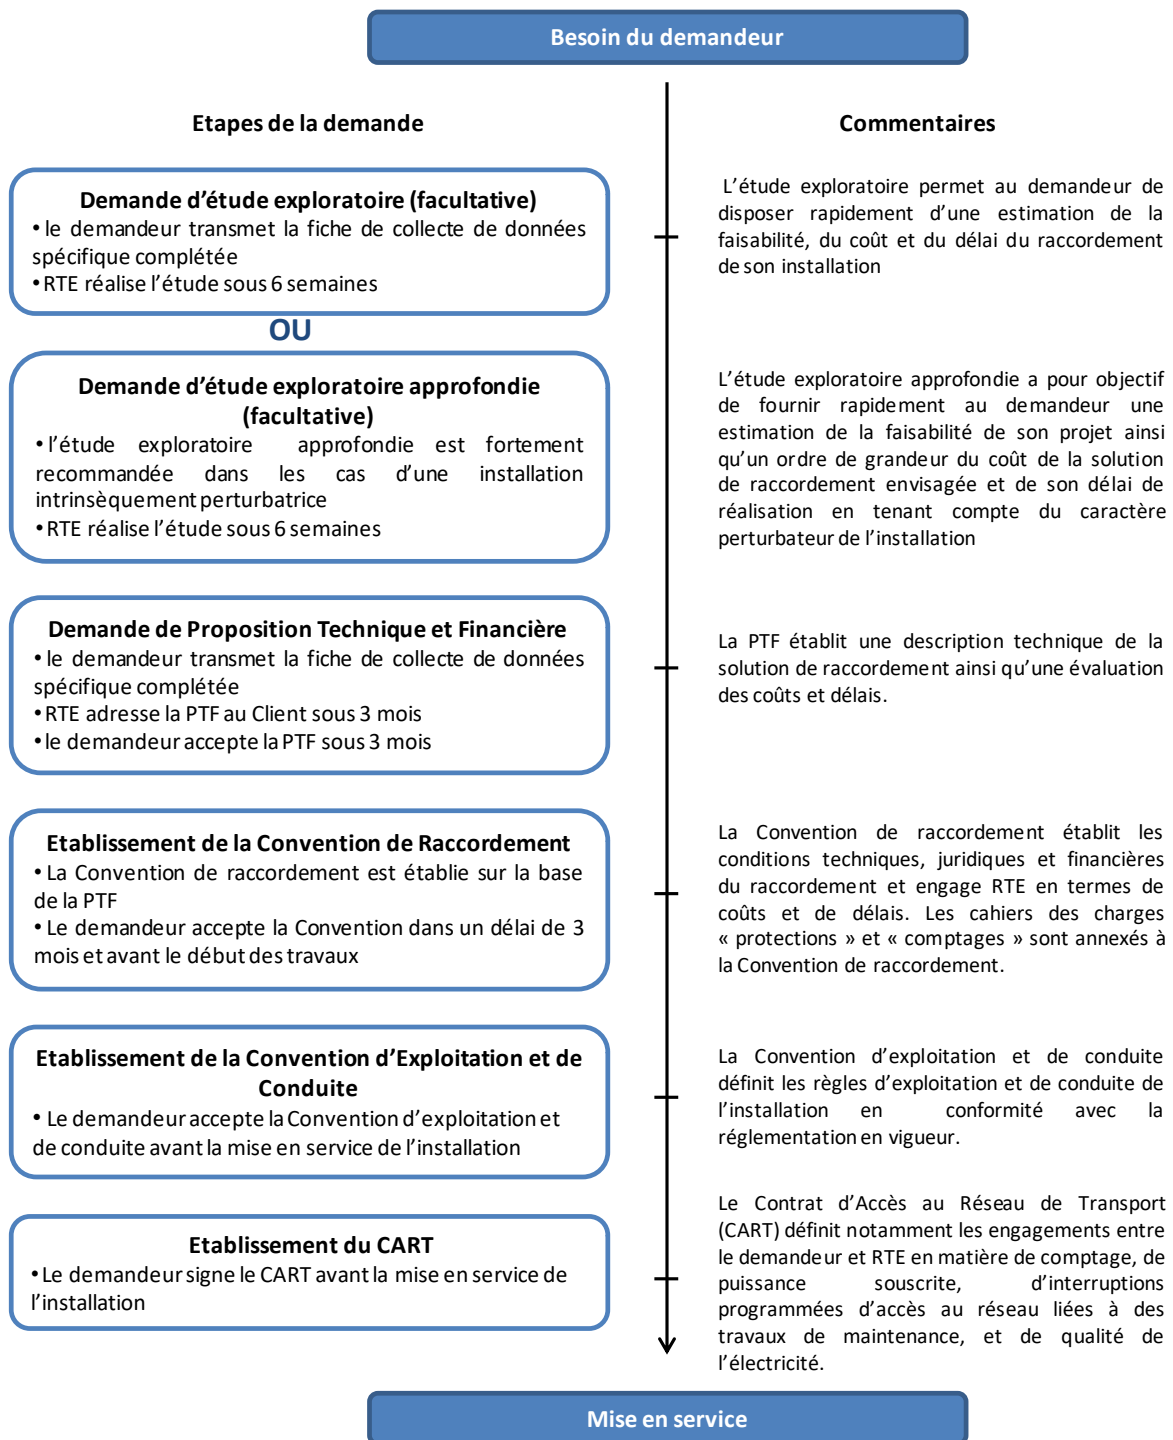 Besoin du demandeur
Etapes de la demande
Commentaires
Demande d'étude exploratoire (facultative)
• le demandeur transmet la fiche de collecte de données
spécifique complétée
• RTE réalise l'étude sous 6 semaines
L'étude exploratoire permet au demandeur de
disposer rapidement d'une estimation de la
faisabilité, du coût et du délai du raccordement
de son installation
OU
Demande d'étude exploratoire approfondie
(facultative)
• l'étude exploratoire approfondie est fortement
recommandée dans les cas d'une installation
intrinsèquement perturbatrice
• RTE réalise l'étude sous 6 semaines
L'étude exploratoire approfondie a pour objectif
de fournir rapidement au demandeur une
estimation de la faisabilité de son projet ainsi
qu'un ordre de grandeur du coût de la solution
de raccordement envisagée et de son délai de
réalisation en tenant compte du caractère
perturbateur de l'installation
Demande de Proposition Technique et Financière
• le demandeur transmet la fiche de collecte de données
spécifique complétée
• RTE adresse la PTF au Client sous 3 mois
• le demandeur accepte la PTF sous 3 mois
La PTF établit une description technique de la
solution de raccordement ainsi qu'une évaluation
des coûts et délais.
Etablissement de la Convention de Raccordement
• La Convention de raccordement est établie sur la base
de la PTF
• Le demandeur accepte la Convention dans un délai de 3
mois et avant le début des travaux
La Convention de raccordement établit les
conditions techniques, juridiques et financières
du raccordement et engage RTE en termes de
coûts et de délais. Les cahiers des charges
« protections » et « comptages » sont annexés à
la Convention de raccordement.
Etablissement de la Convention d'Exploitation et de
Conduite
• Le demandeur accepte la Convention d'exploitation et
de conduite avant la mise en service de l'installation
La Convention d'exploitation et de conduite
définit les règles d'exploitation et de conduite de
l'installation en conformité avec la
réglementation en vigueur.
Etablissement du CART
• Le demandeur signe le CART avant la mise en service de
l'installation
Le Contrat d'Accès au Réseau de Transport
(CART) définit notamment les engagements entre
le demandeur et RTE en matière de comptage, de
puissance souscrite, d'interruptions
programmées d'accès au réseau liées à des
travaux de maintenance, et de qualité de
l'électricité.
Mise en service